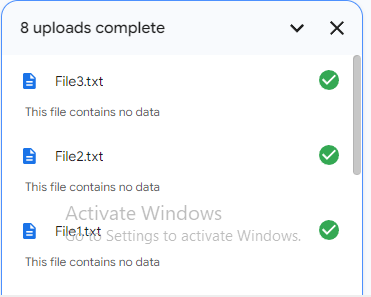 8 uploads complete
File3.txt
This file contains no data
File2.txt
This file contains no data
Activate Windows
File1.txt
Go to Settings to activate Windows.
This file contains no data